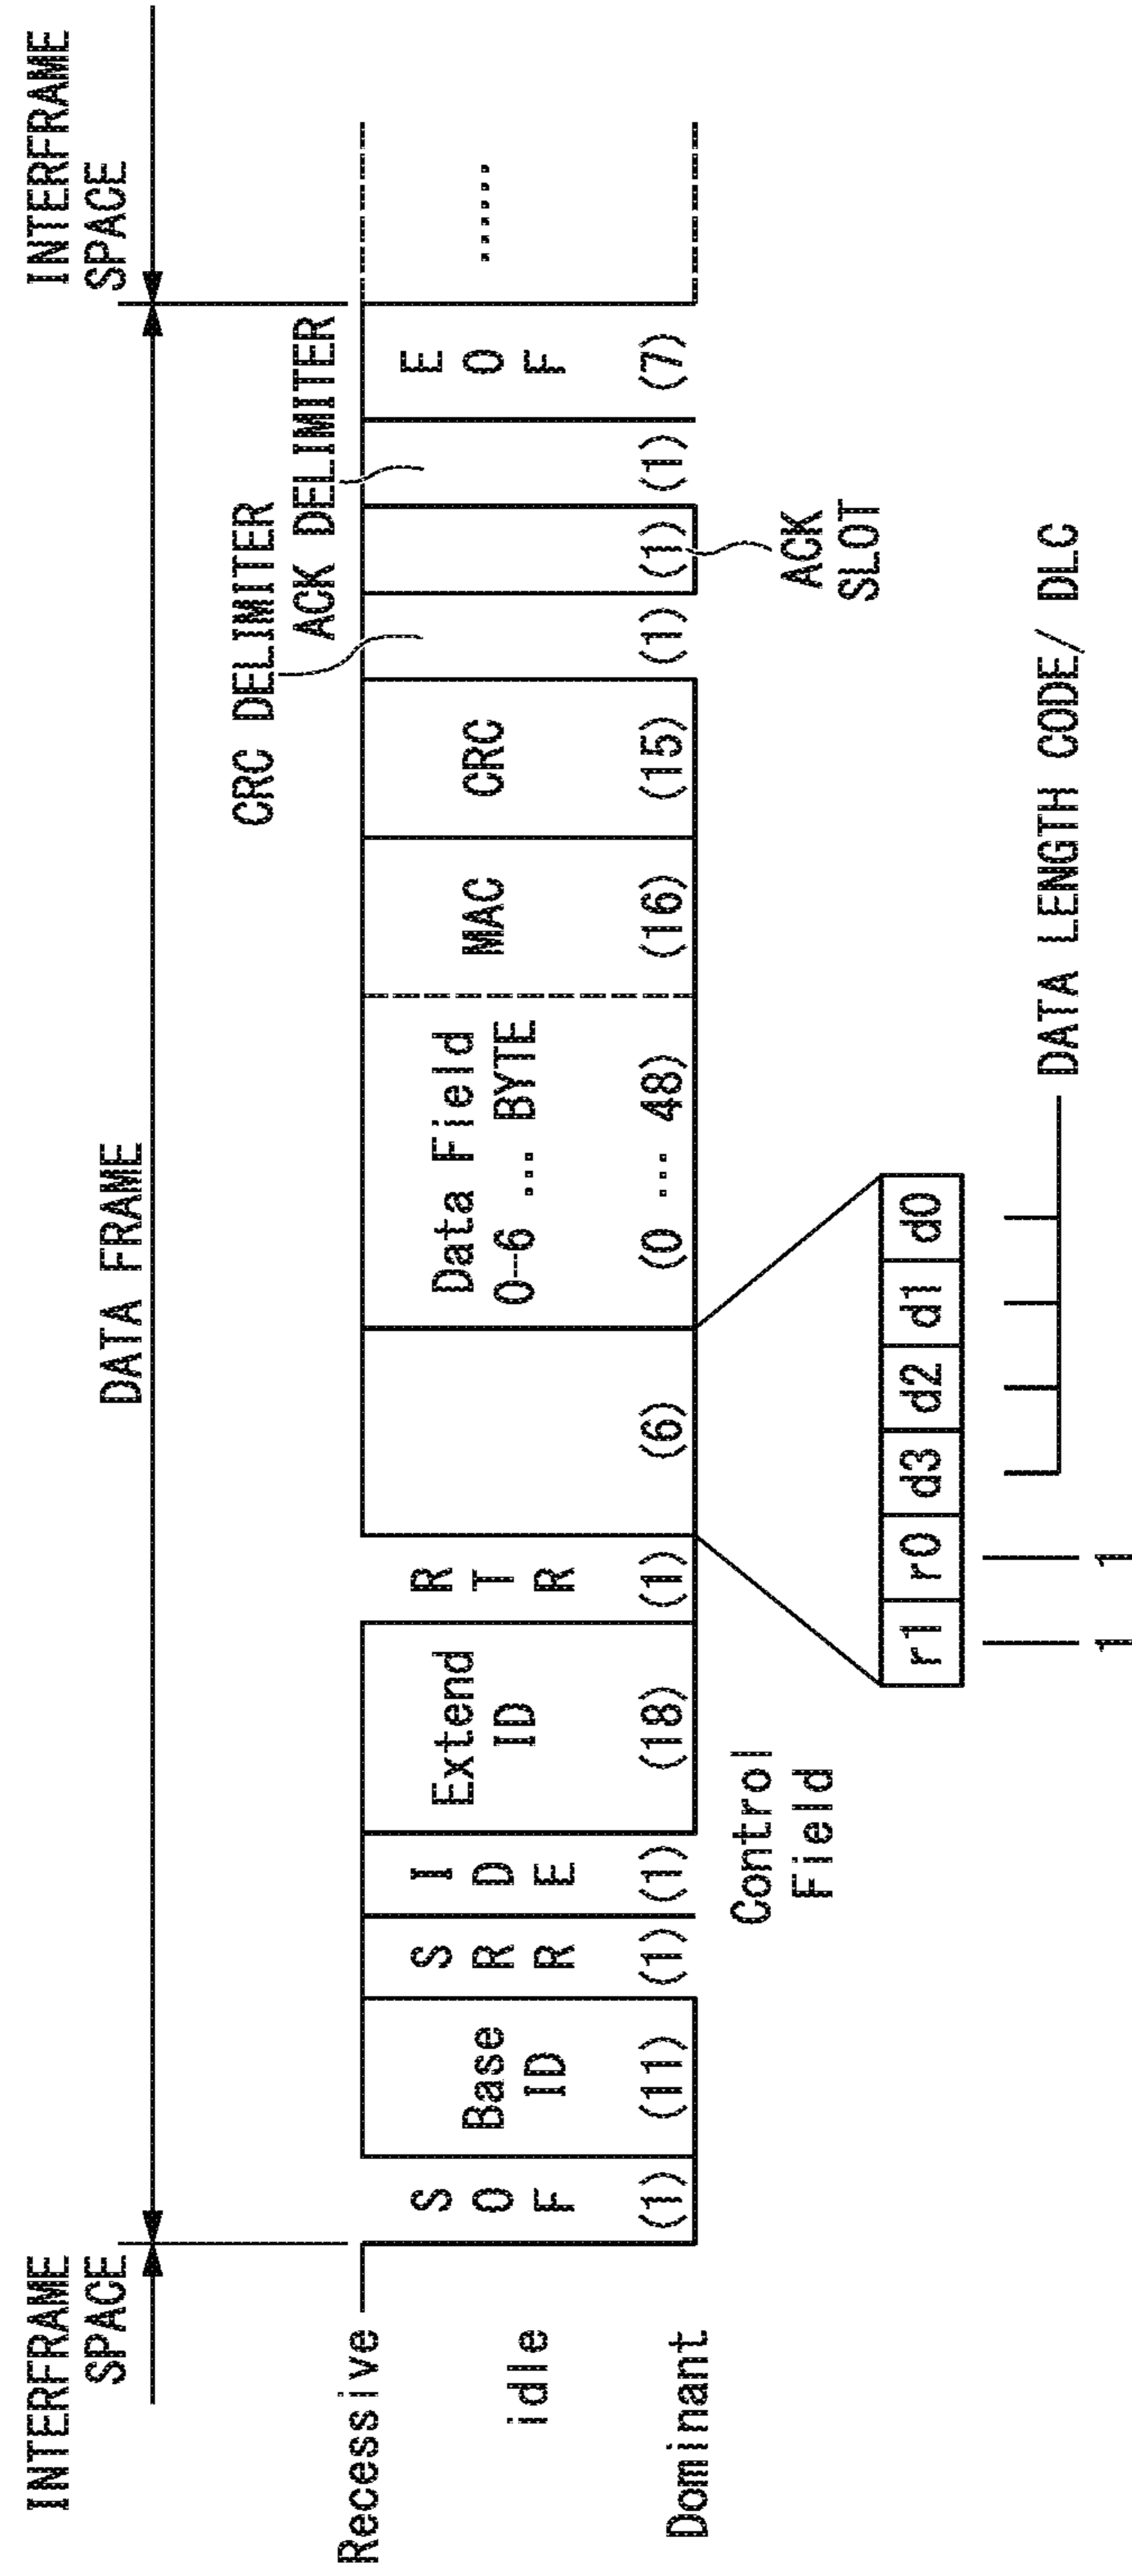 INTERFRAME
SPACE
DATA FRAME
INTERFRAME
SPACE
CRC DELIMITER
ACK DELIMITER
Recessive
idle
Dominant
S
O
F
(1)
Base
ID
(11)
S
R
R
(1)
I
D
E
(1)
Extend
ID
(18)
R
T
R
(1)
(6)
Data Field
0-6 ... BYTE
(0 ... 48)
MAC
(16)
CRC
(15)
(1)
(1)
(1)
E
O
F
(7)
......
Control
Field
ACK
SLOT
r1 r0 d3 d2 d1 d0
1 1
DATA LENGTH CODE/ DLC